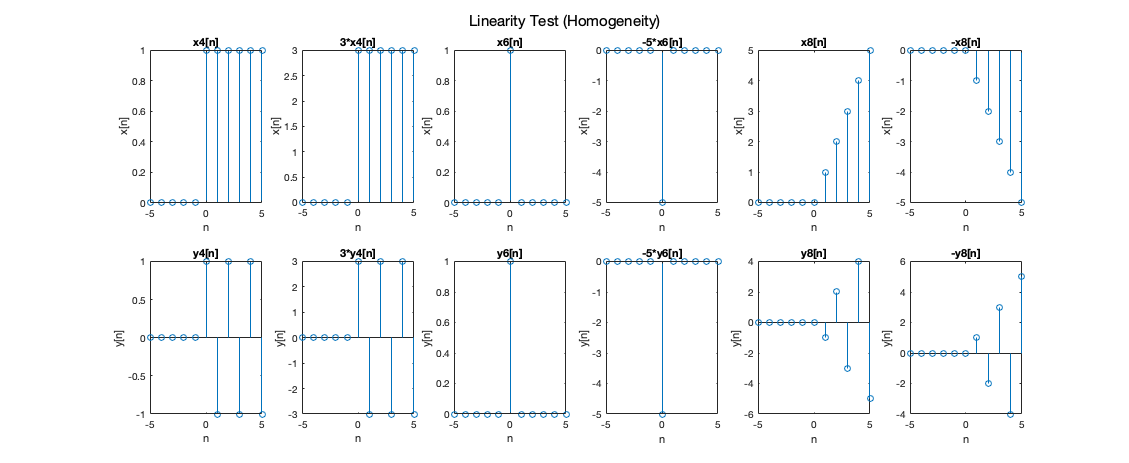 Linearity Test (Homogeneity)
x4[n] 3*x4[n] x6[n] -5*x6[n] x8[n] -x8[n]
1 3 1 0 5 0
2.5
0.8 0.8 -1 4 -1
2
0.6 0.6 -2 3 -2
x[n] x[n] x[n] x[n] x[n] x[n]
1.5
0.4 0.4 -3 2 -3
1
0.2 0.2 -4 1 -4
0.5
0 0 0 -5 0 -5
-5 0 5 -5 0 5 -5 0 5 -5 0 5 -5 0 5 -5 0 5
n n n n n n
y4[n] 3*y4[n] y6[n] -5*y6[n] y8[n] -y8[n]
1 3 1 0 4 6
2 0.8 -1 2 4
0.5 1 0.6 -2 0 2
y[n] y[n] y[n] y[n] y[n] y[n]
0 0 0.4 -3 -2 0
-0.5 -1 0.2 -4 -4 -2
-2
-1 -3 0 -5 -6 -4
-5 0 5 -5 0 5 -5 0 5 -5 0 5 -5 0 5 -5 0 5
n n n n n n